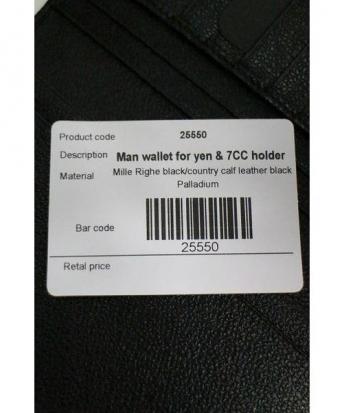 Product code 25550
Description Man wallet for yen & 7CC holder
Material Mille Righe black/country calf leather black
Palladium
Bar code
25550
Retal price